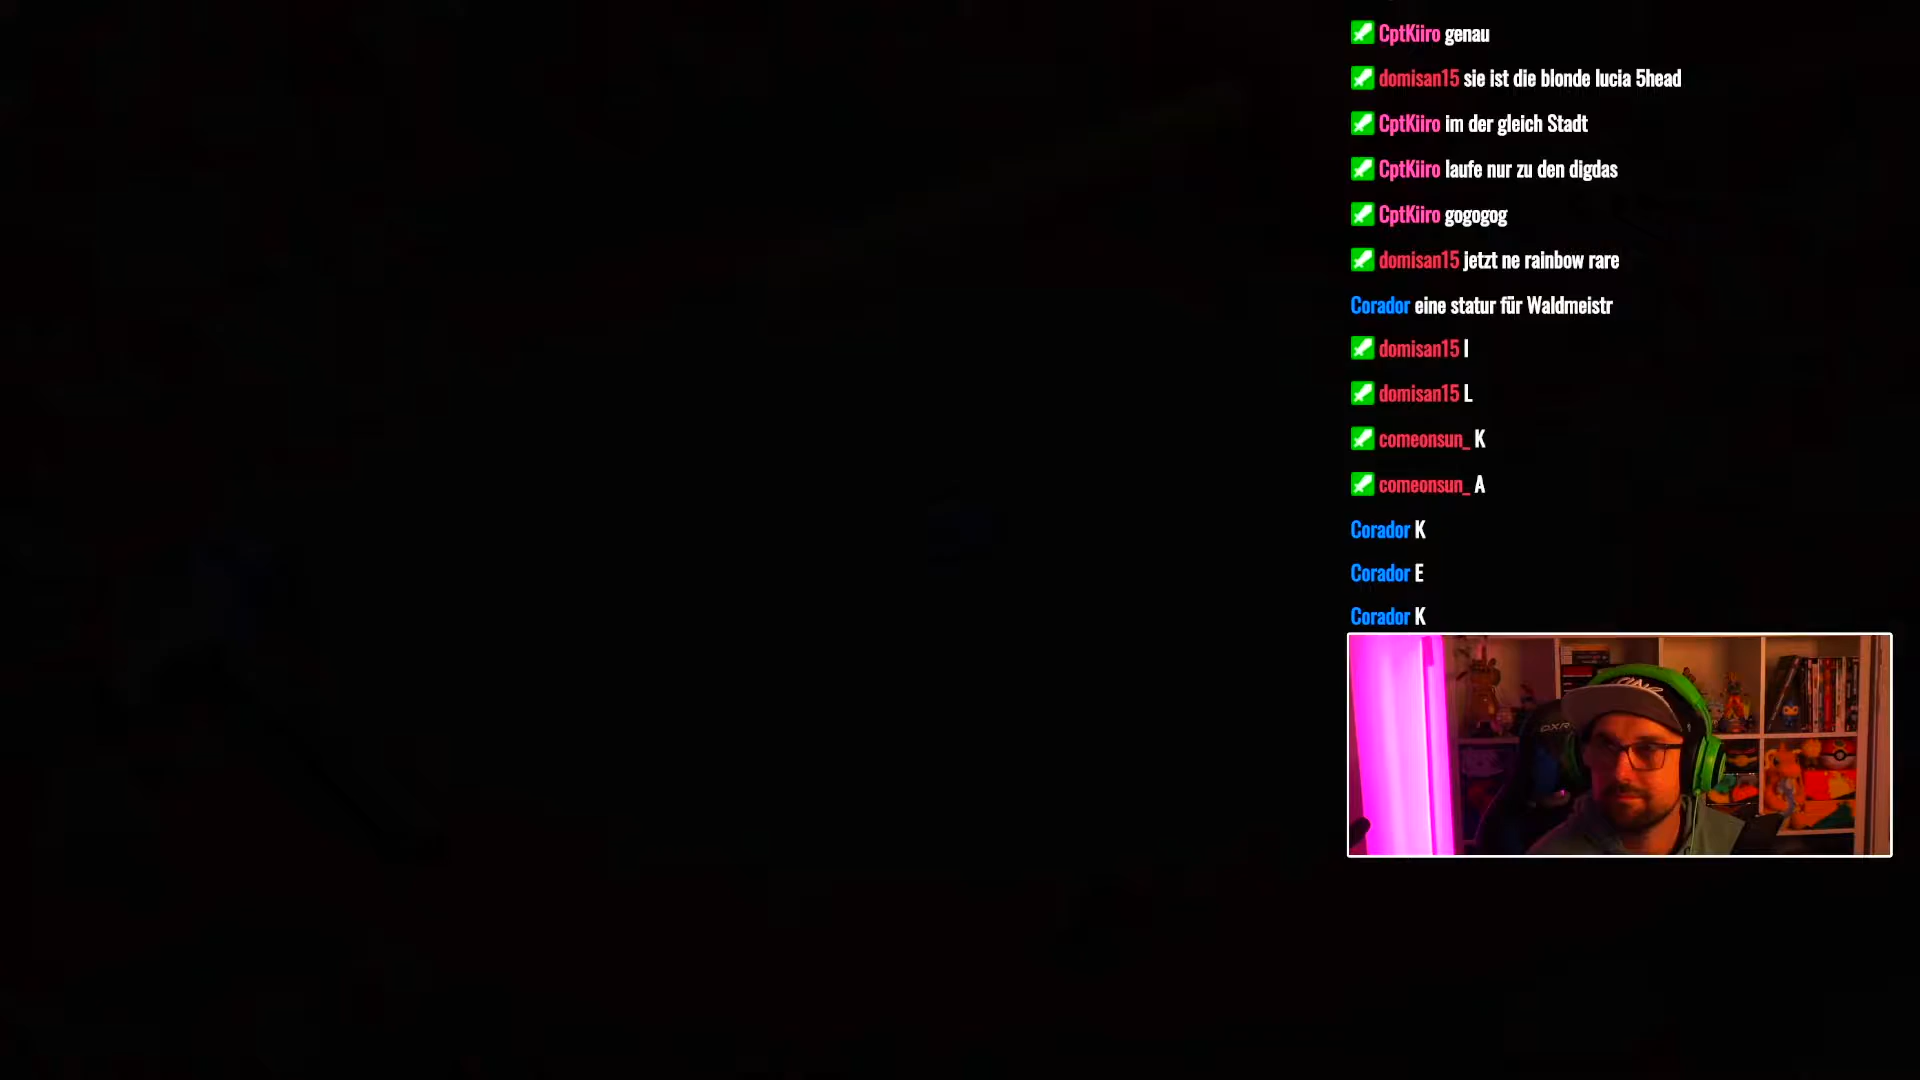 CptKiiro genau
domisan15 sie ist die blonde lucia 5head
CptKiiro im der gleich Stadt
CptKiiro laufe nur zu den digdas
CptKiiro gogogog
domisan15 jetzt ne rainbow rare
Corador eine statur für Waldmeistr
domisan15 I
domisan15 L
comeonsun_ K
comeonsun_ A
Corador K
Corador E
Corador K
DXR